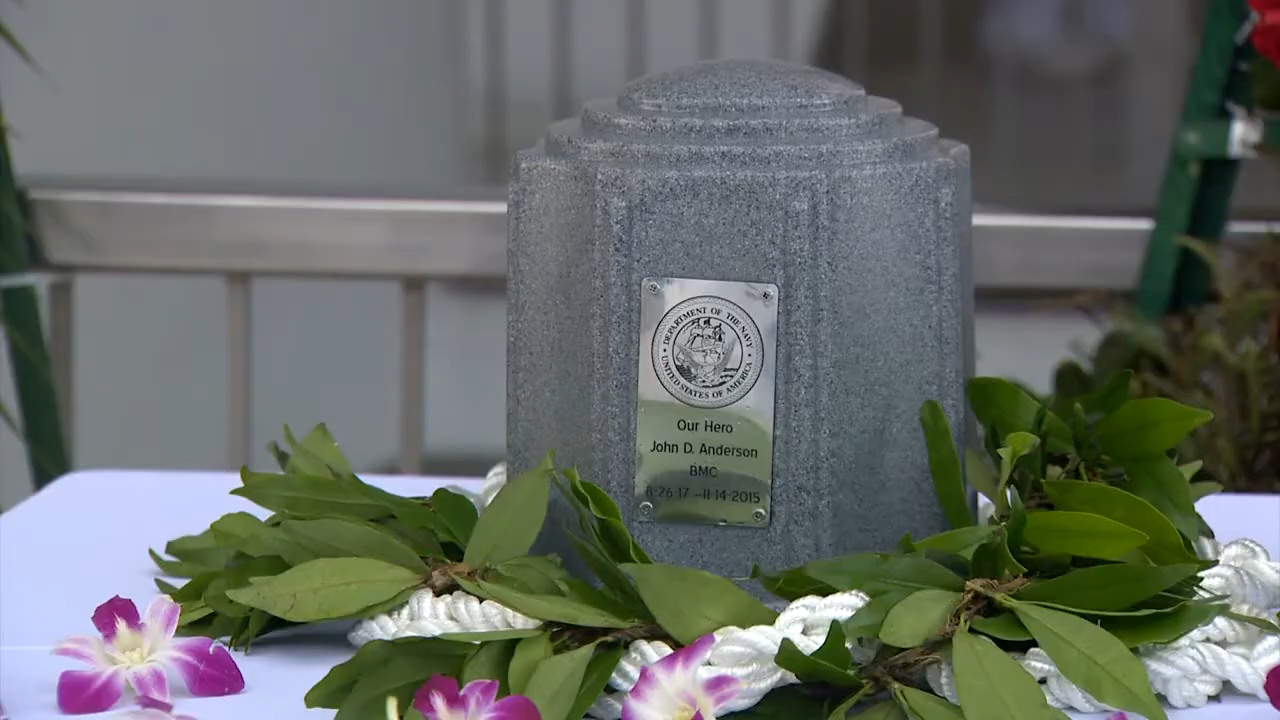 DEPARTMENT OF THE NAVY
UNITED STATES OF AMERICA
Our Hero
John D. Anderson
BMC
8-26-17 -11-14-2015